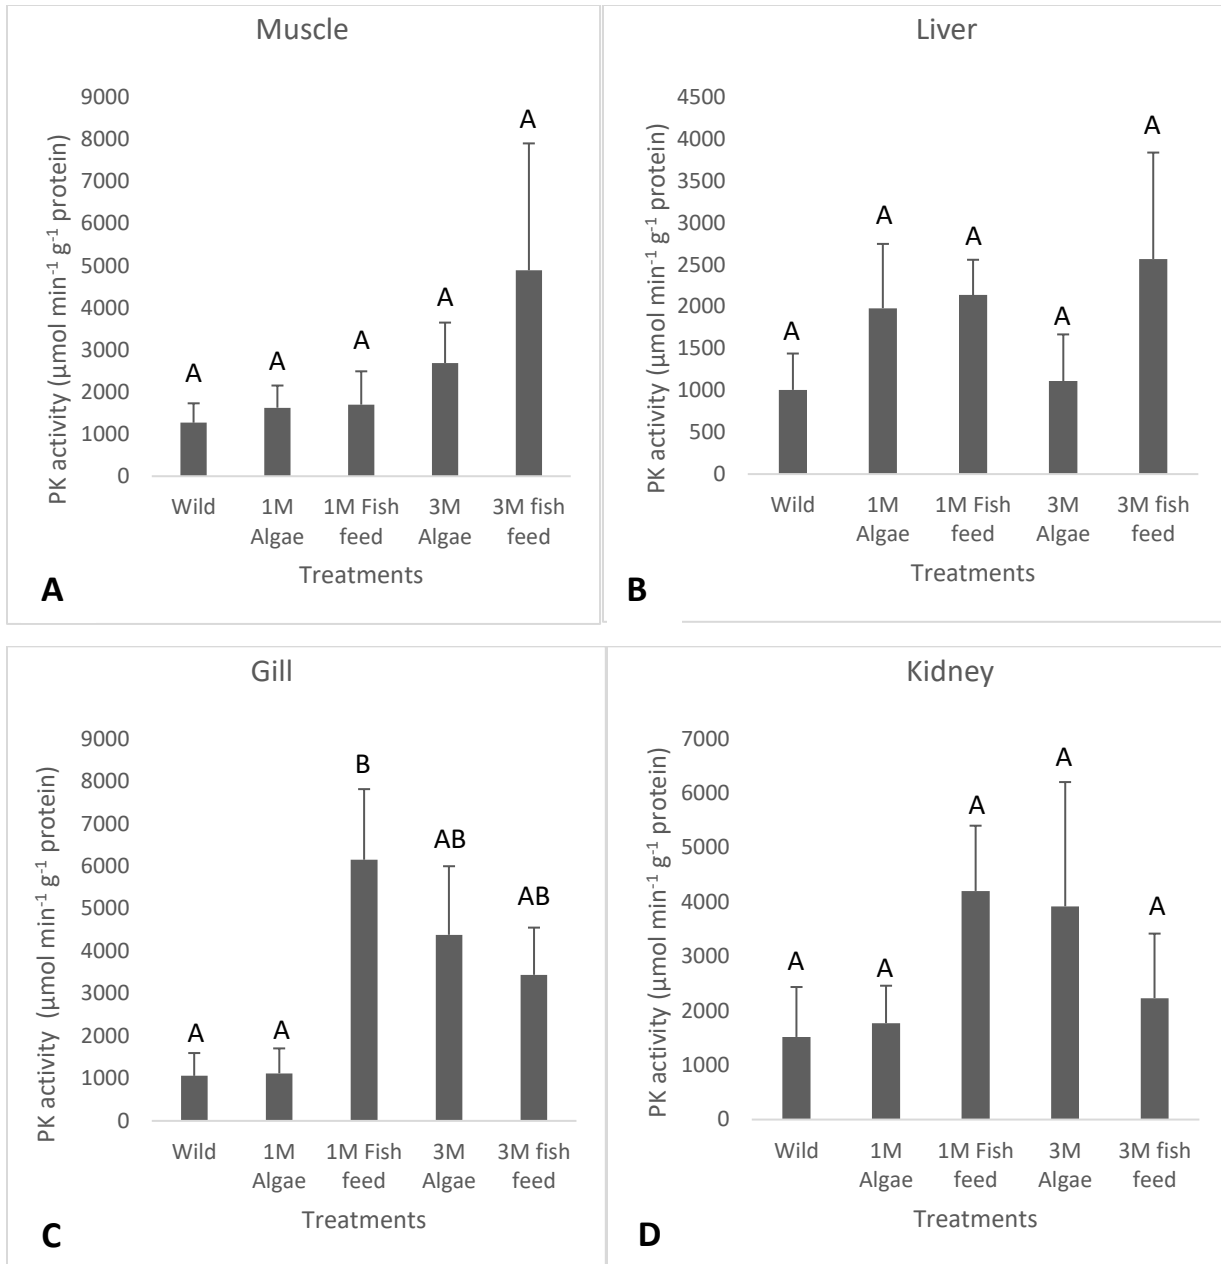 Muscle
PK activity (µmol min⁻¹ g⁻¹ protein)
9000
8000
7000
6000
5000
4000
3000
2000
1000
0
A
A
A
A
A
Wild
1M Algae
1M Fish feed
3M Algae
3M fish feed
Treatments
A
Liver
PK activity (µmol min⁻¹ g⁻¹ protein)
4500
4000
3500
3000
2500
2000
1500
1000
500
0
A
A
A
A
A
Wild
1M Algae
1M Fish feed
3M Algae
3M fish feed
Treatments
B
Gill
PK activity (µmol min⁻¹ g⁻¹ protein)
9000
8000
7000
6000
5000
4000
3000
2000
1000
0
A
A
B
AB
AB
Wild
1M Algae
1M Fish feed
3M Algae
3M fish feed
Treatments
C
Kidney
PK activity (µmol min⁻¹ g⁻¹ protein)
7000
6000
5000
4000
3000
2000
1000
0
A
A
A
A
A
Wild
1M Algae
1M Fish feed
3M Algae
3M fish feed
Treatments
D